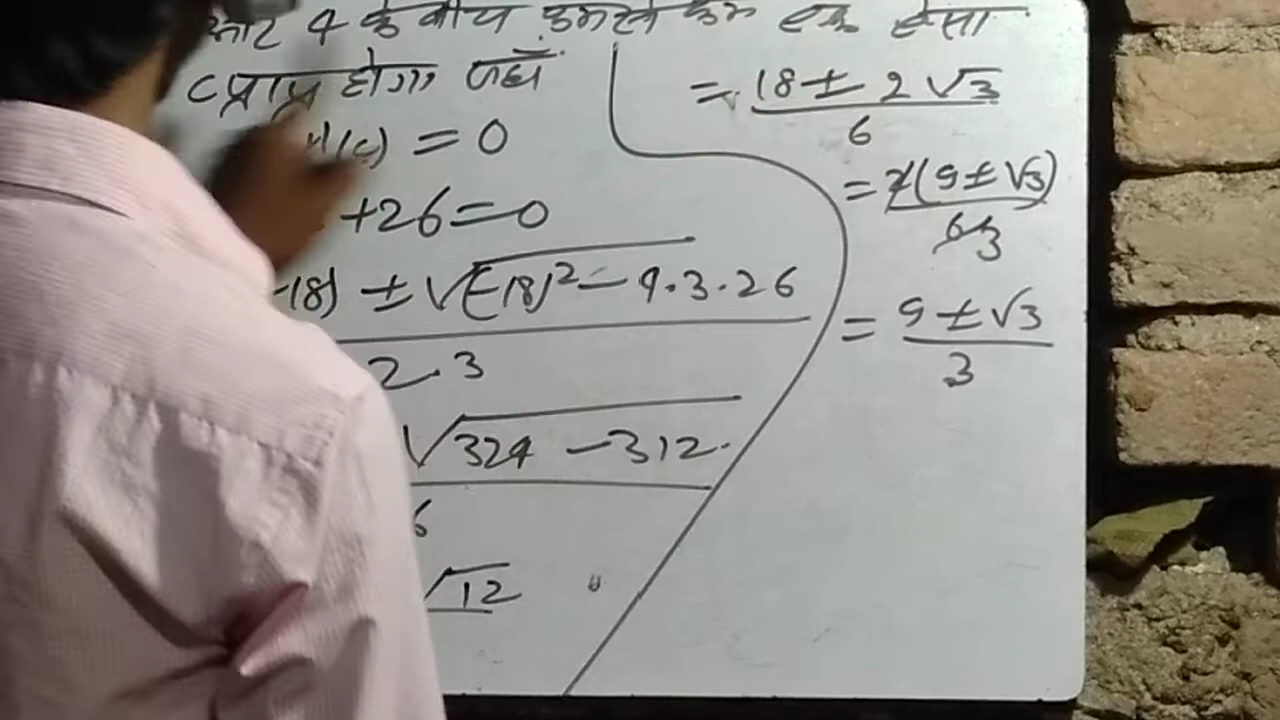 और 4 के बीच कमसे कम एक ऐसा
c प्राप्त होगा जहाँ
'(c) = 0
+26=0
-18) ± √(-18)² - 4.3.26
2.3
√324 - 312
6
√12
= 18 ± 2√3
6
= 2(9±√3)
6 3
= 9±√3
3